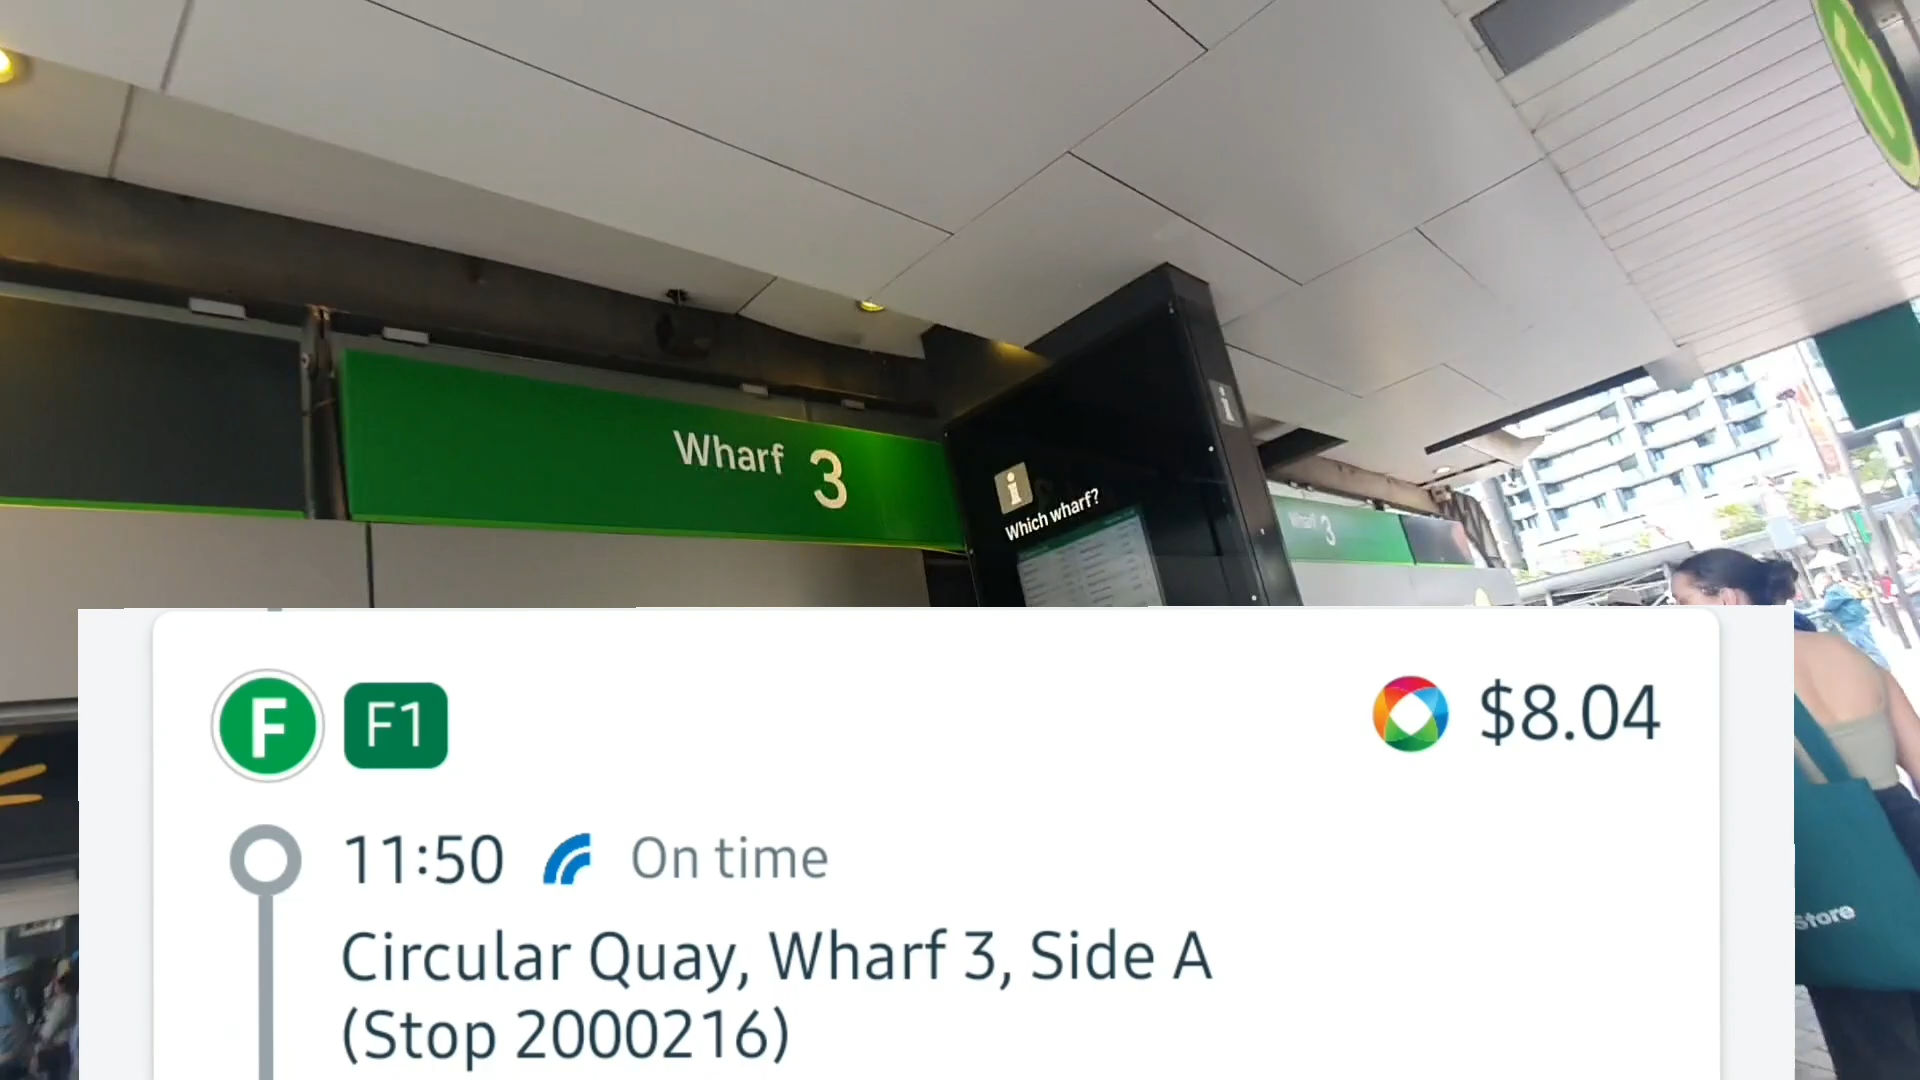 Wharf 3
i
i
Which wharf?
Wharf 3
F F1 $8.04
11:50 On time
Circular Quay, Wharf 3, Side A
(Stop 2000216)
Store